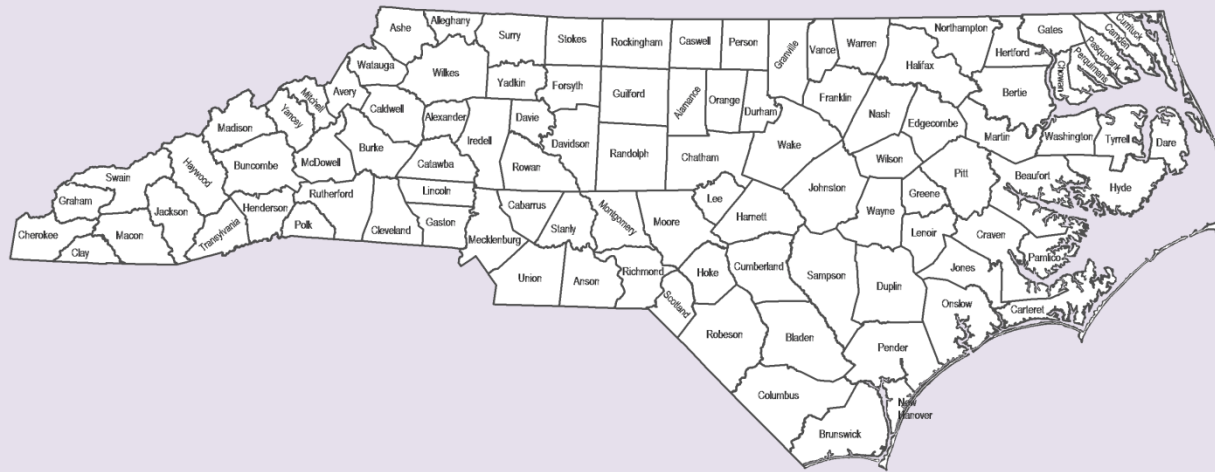 Ashe
Alleghany
Surry
Stokes
Rockingham
Caswell
Person
Granville
Vance
Warren
Northampton
Gates
Currituck
Camden
Pasquotank
Perquimans
Chowan
Hertford
Halifax
Watauga
Wilkes
Yadkin
Forsyth
Guilford
Alamance
Orange
Durham
Franklin
Nash
Edgecombe
Bertie
Mitchell
Avery
Caldwell
Alexander
Iredell
Davie
Davidson
Randolph
Chatham
Wake
Wilson
Martin
Washington
Tyrrell
Dare
Madison
Yancey
McDowell
Burke
Catawba
Rowan
Johnston
Greene
Pitt
Beaufort
Hyde
Swain
Haywood
Buncombe
Rutherford
Lincoln
Graham
Jackson
Transylvania
Henderson
Polk
Cleveland
Gaston
Mecklenburg
Cabarrus
Stanly
Montgomery
Moore
Lee
Harnett
Wayne
Lenoir
Craven
Pamlico
Cherokee
Clay
Macon
Union
Anson
Richmond
Scotland
Hoke
Cumberland
Sampson
Duplin
Jones
Onslow
Carteret
Robeson
Bladen
Pender
Columbus
Brunswick
New
Hanover